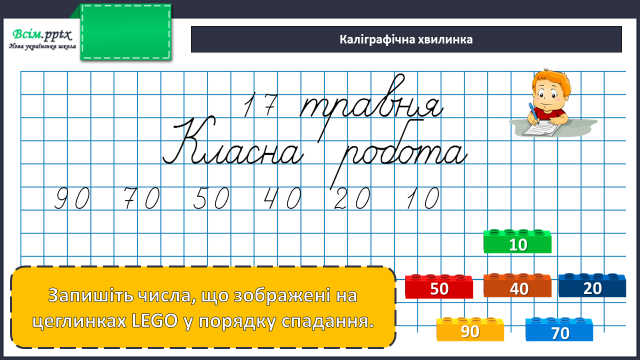 Всім.pptx
Нова українська школа
Каліграфічна хвилинка
17 травня
Класна робота
90 70 50 40 20 10
10
50 40 20
90 70
Запишіть числа, що зображені на
цеглинках LEGO у порядку спадання.